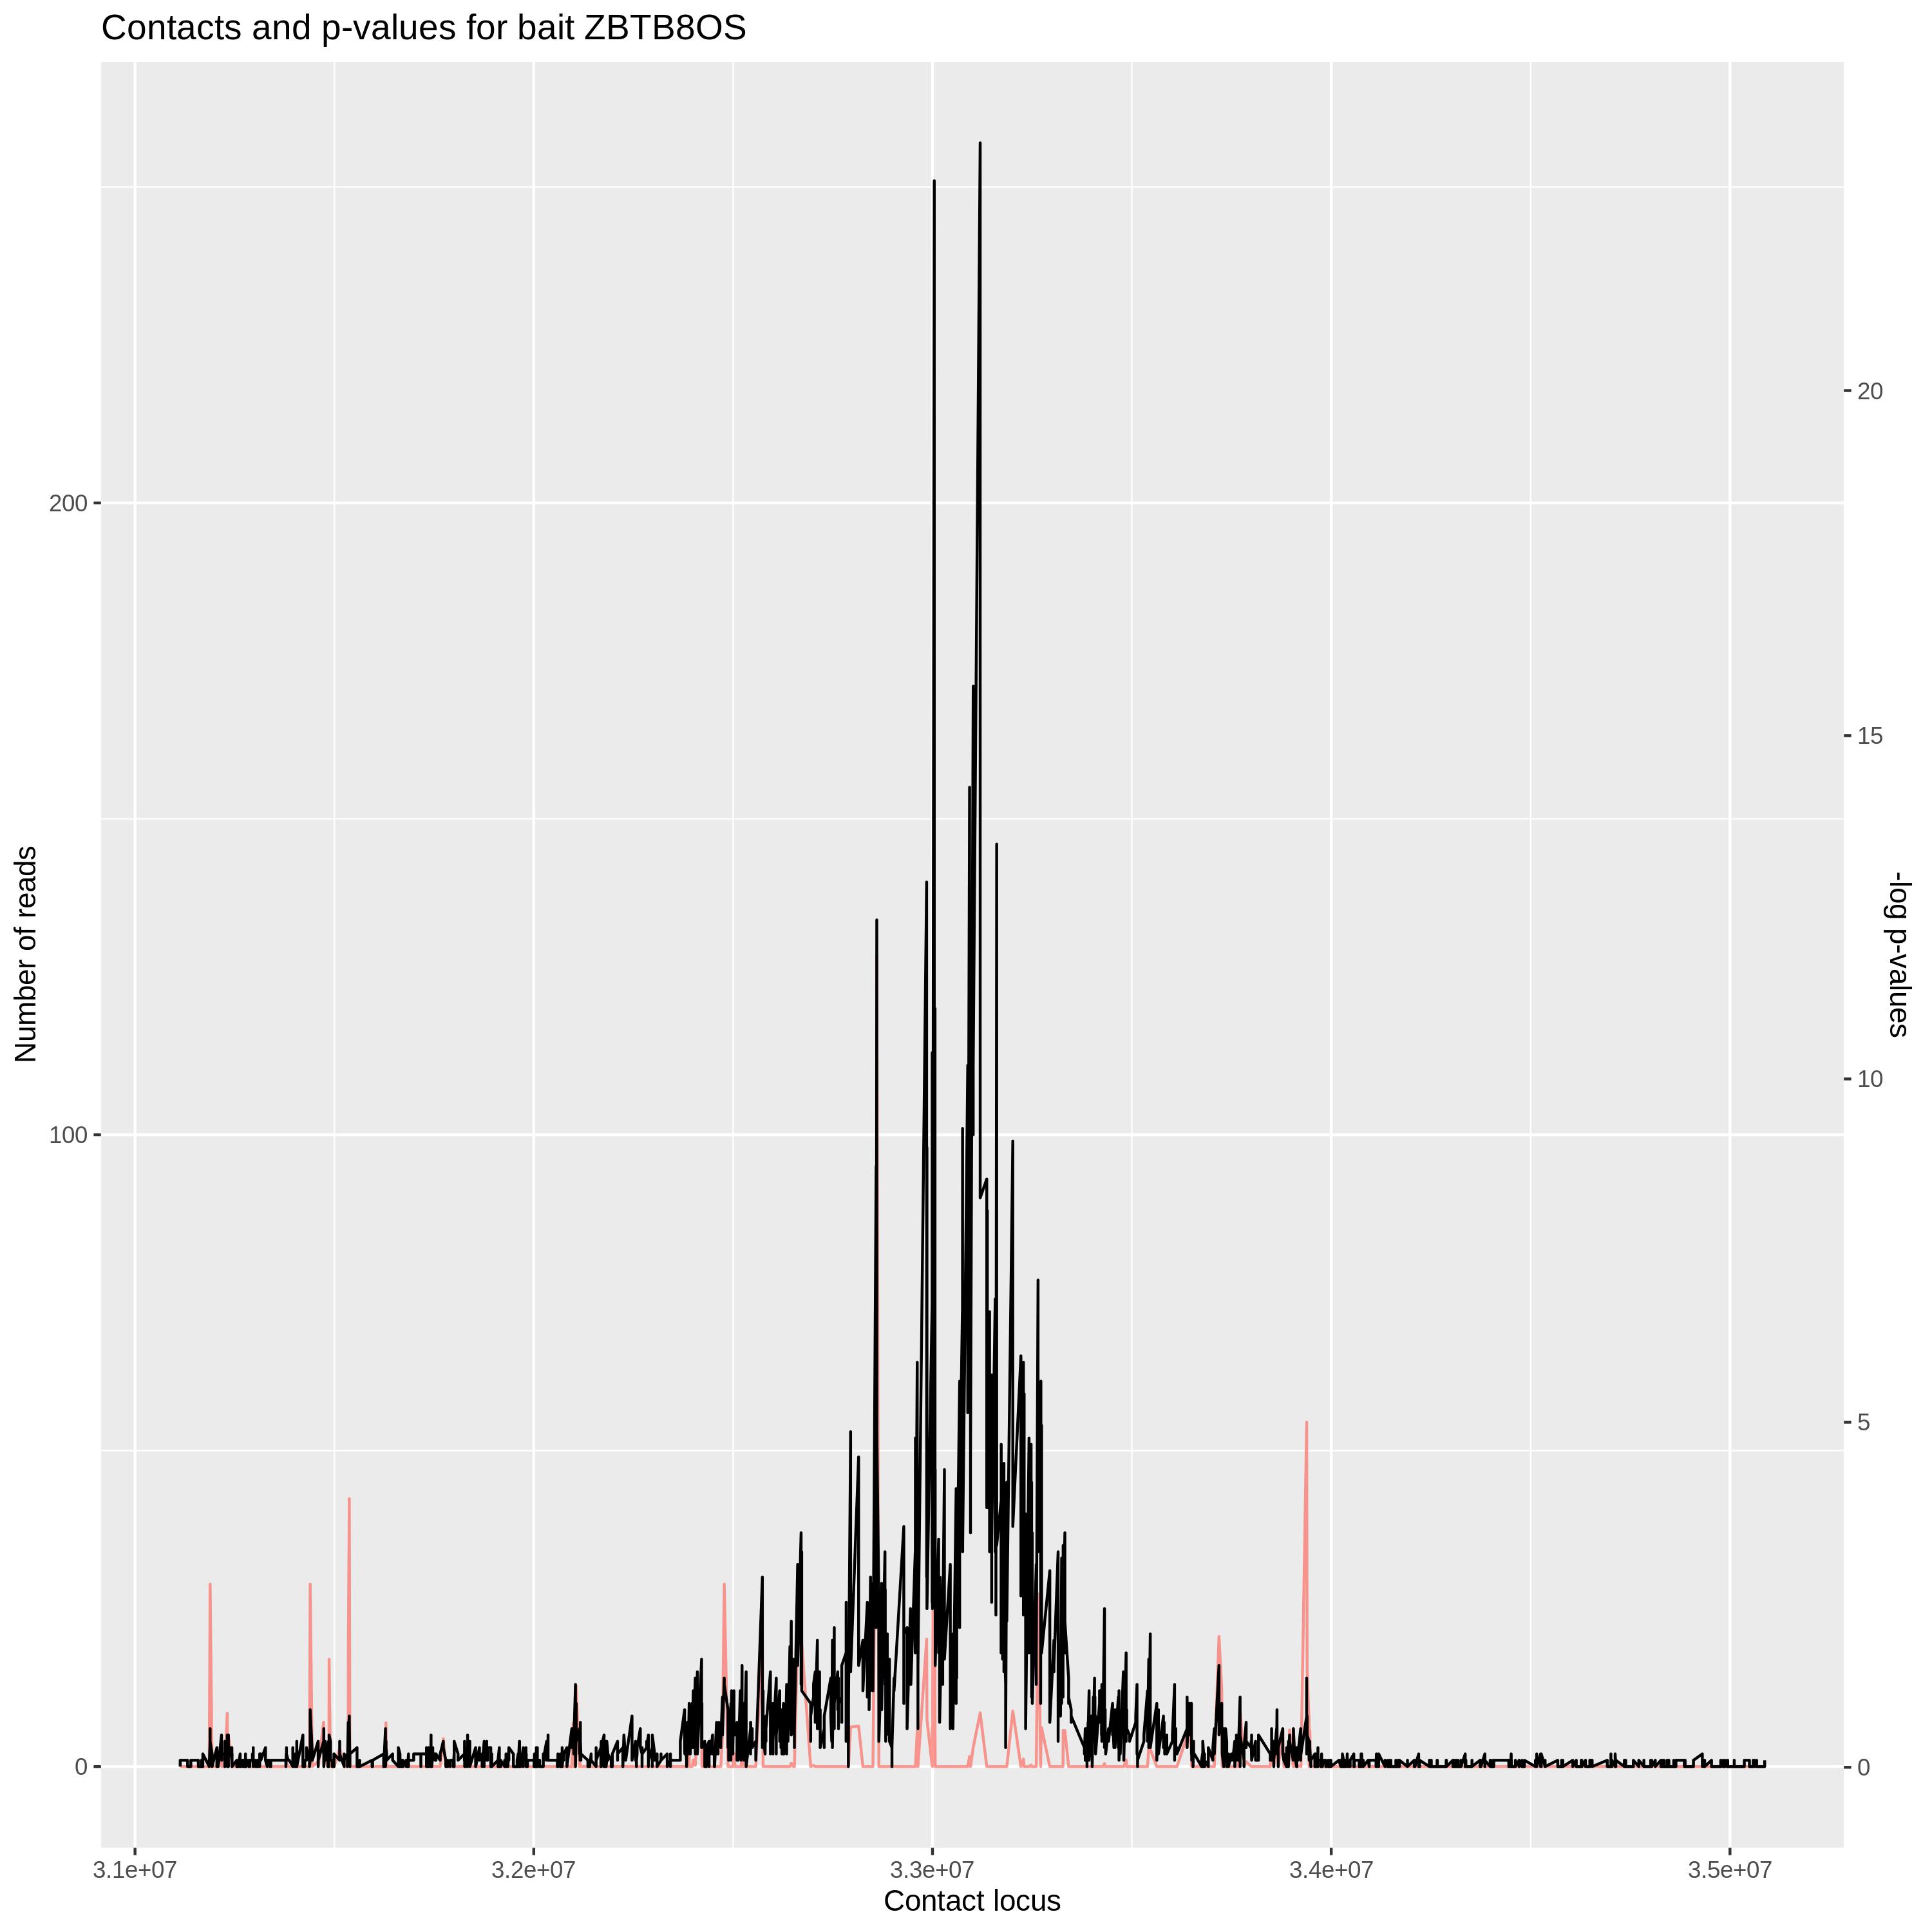 Contacts and p-values for bait ZBTB8OS
200
100
0
Number of reads
20
15
10
5
0
-log p-values
3.1e+07 3.2e+07 3.3e+07 3.4e+07 3.5e+07
Contact locus